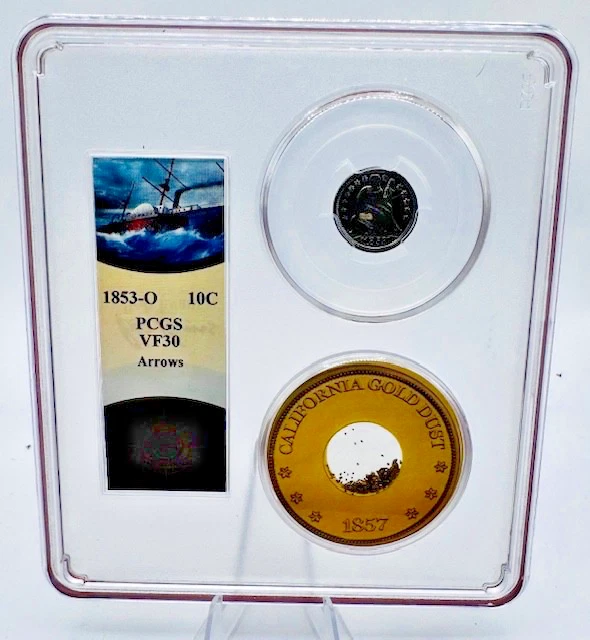 1853-O 10C
PCGS
VF30
Arrows
CALIFORNIA GOLD DUST
1857